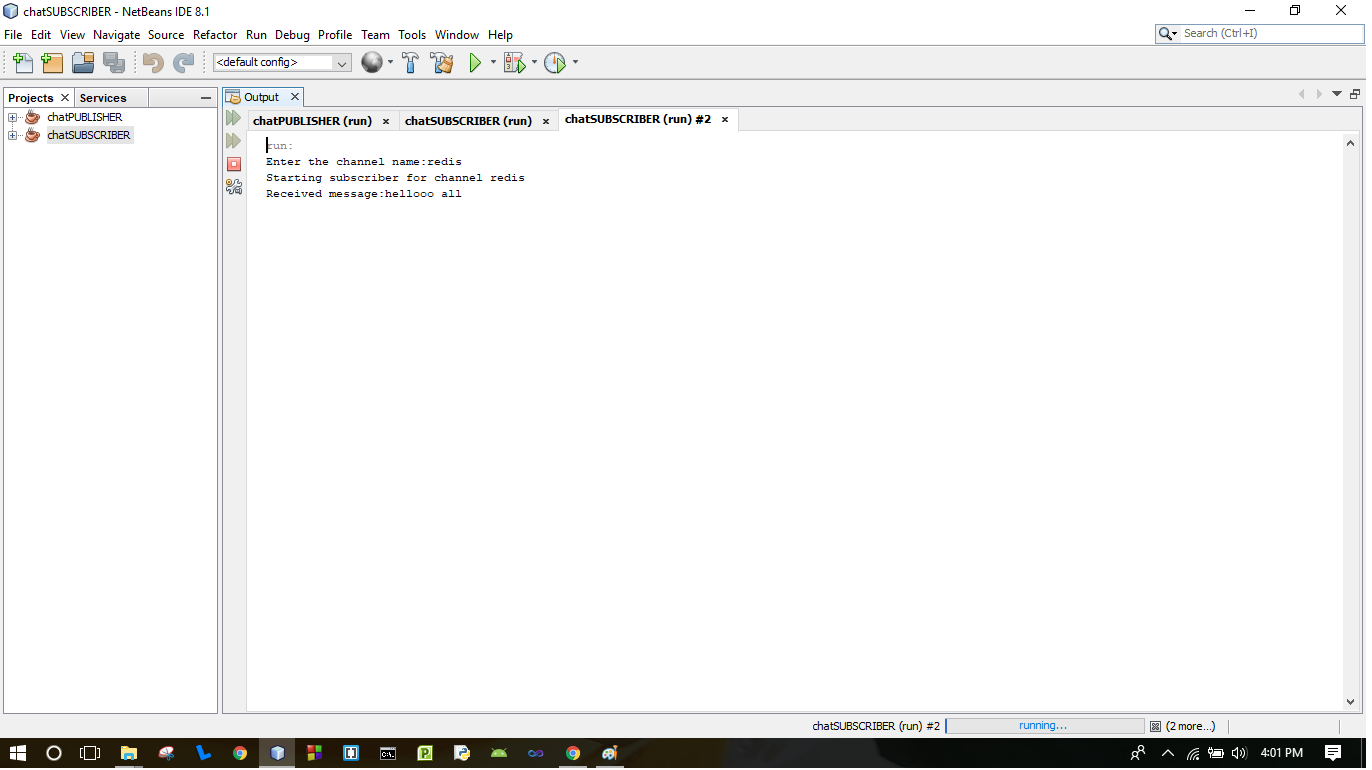 chatSUBSCRIBER - NetBeans IDE 8.1
File Edit View Navigate Source Refactor Run Debug Profile Team Tools Window Help
Search (Ctrl+I)
<default config>
Projects Services
chatPUBLISHER
chatSUBSCRIBER
Output
chatPUBLISHER (run) chatSUBSCRIBER (run) chatSUBSCRIBER (run) #2
run:
Enter the channel name:redis
Starting subscriber for channel redis
Received message:hellooo all
chatSUBSCRIBER (run) #2 running... (2 more...)
4:01 PM